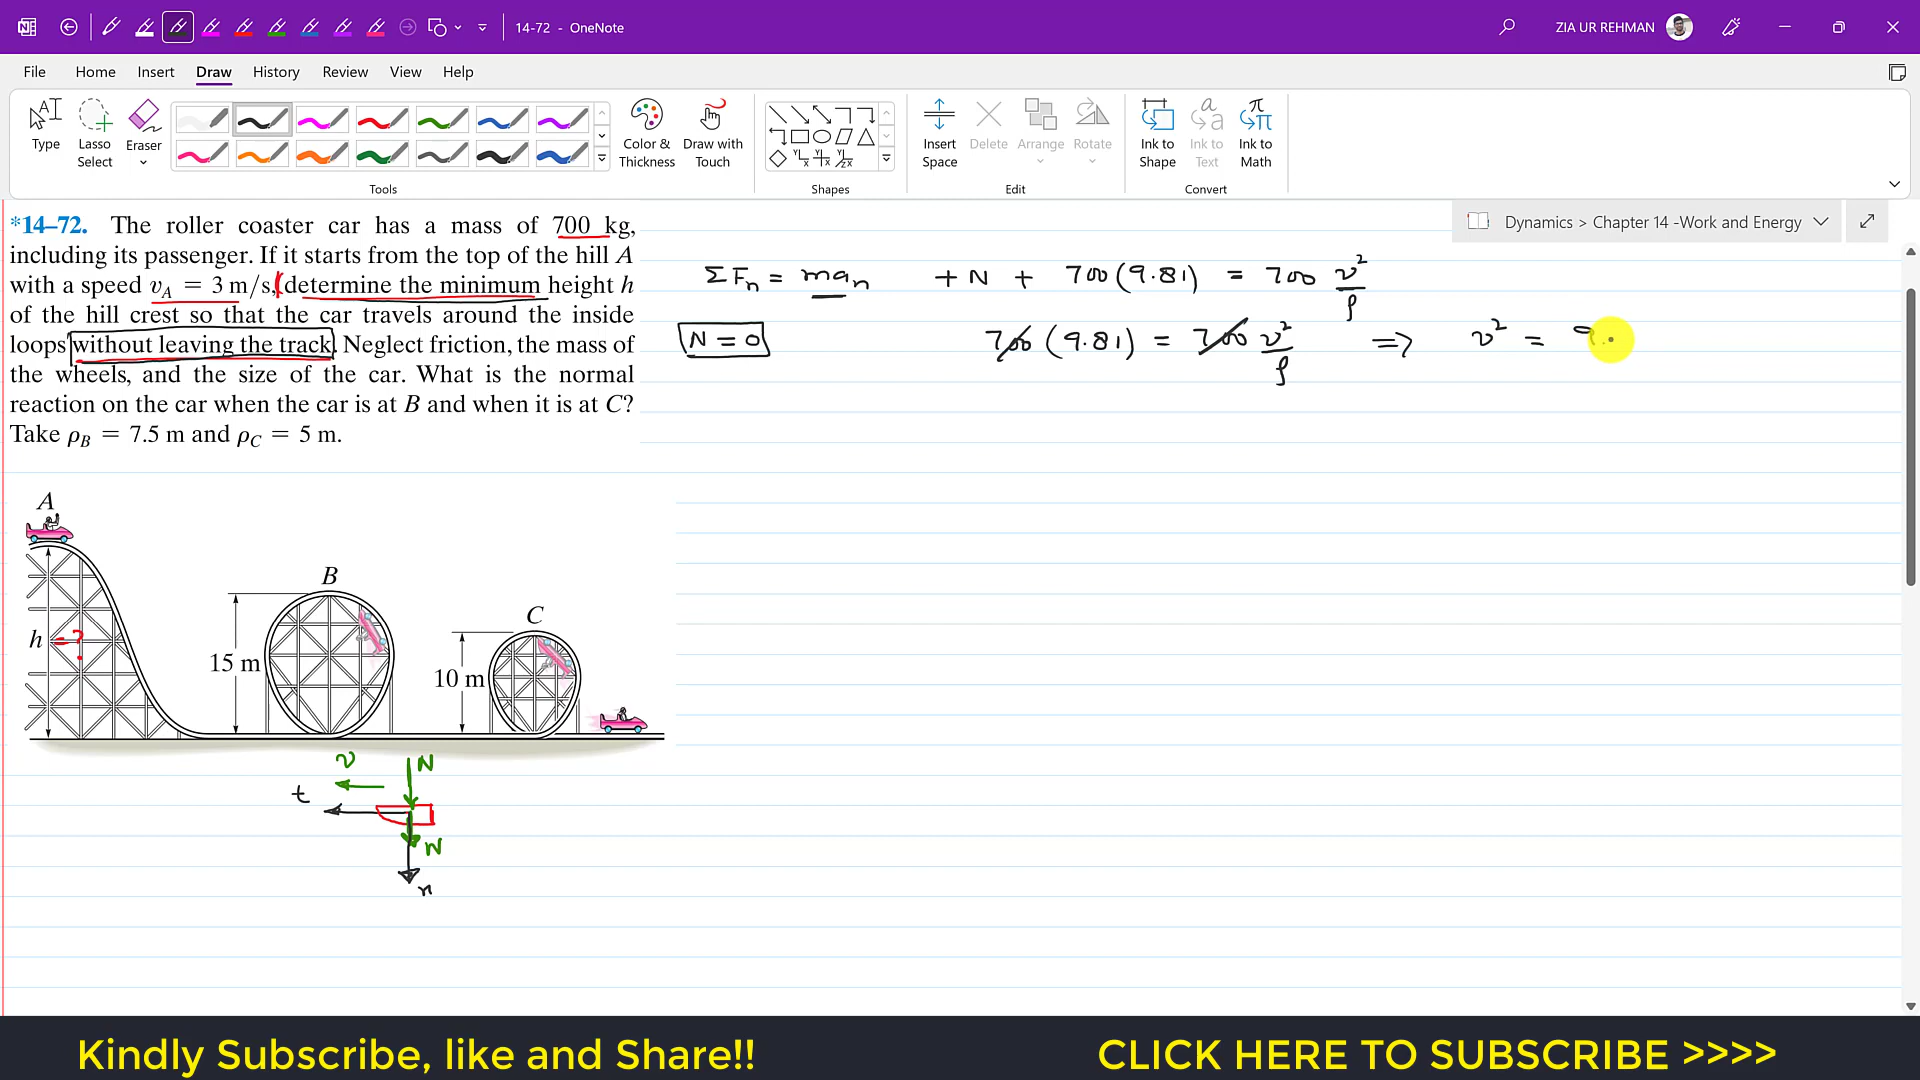 14-72 - OneNote
ZIA UR REHMAN
File Home Insert Draw History Review View Help
Type
Lasso Select
Eraser
Color & Thickness
Draw with Touch
Insert Space
Delete
Arrange
Rotate
Ink to Shape
Ink to Text
Ink to Math
Tools
Shapes
Edit
Convert
Dynamics > Chapter 14 -Work and Energy
*14–72. The roller coaster car has a mass of 700 kg,
including its passenger. If it starts from the top of the hill A
with a speed v_A = 3 m/s, determine the minimum height h
of the hill crest so that the car travels around the inside
loops without leaving the track. Neglect friction, the mass of
the wheels, and the size of the car. What is the normal
reaction on the car when the car is at B and when it is at C?
Take ρ_B = 7.5 m and ρ_C = 5 m.
ΣF_n = ma_n + N + 700(9.81) = 700 v²/ρ
N = 0 700(9.81) = 700 v²/ρ ⇒ v² = 9.
A
B
C
h = ?
15 m
10 m
v
N
t
N
n
Kindly Subscribe, like and Share!!
CLICK HERE TO SUBSCRIBE >>>>